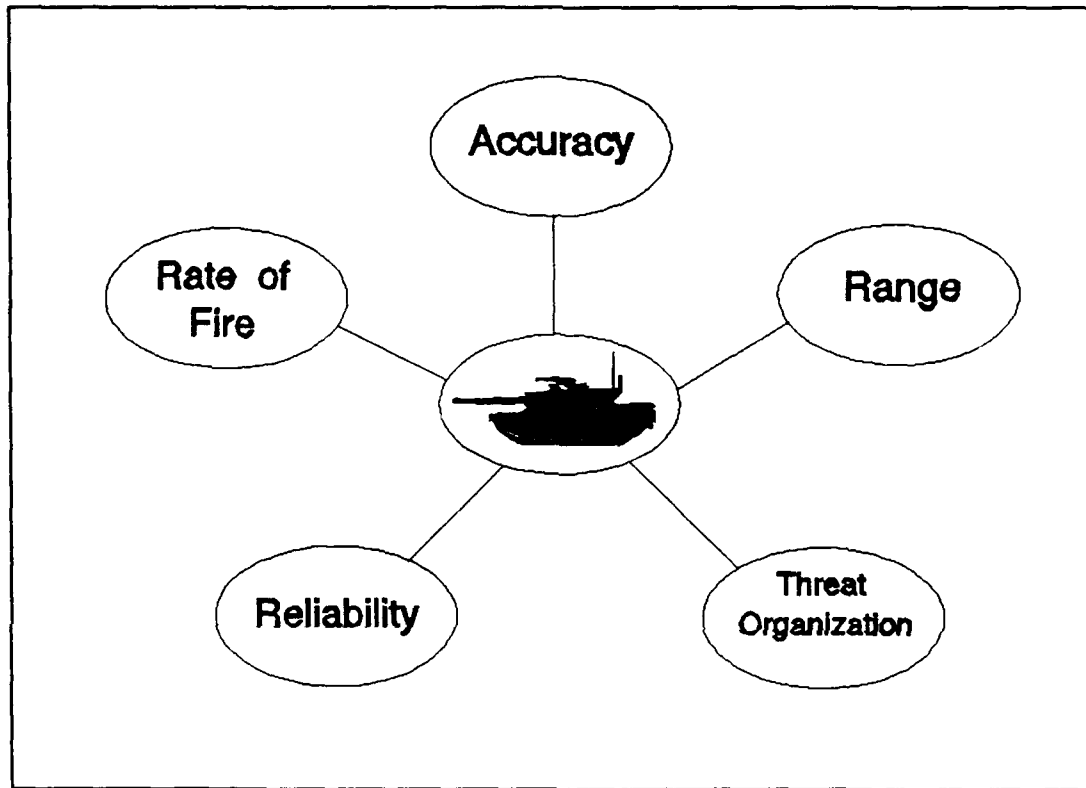 Accuracy
Rate of
Fire
Range
Reliability
Threat
Organization